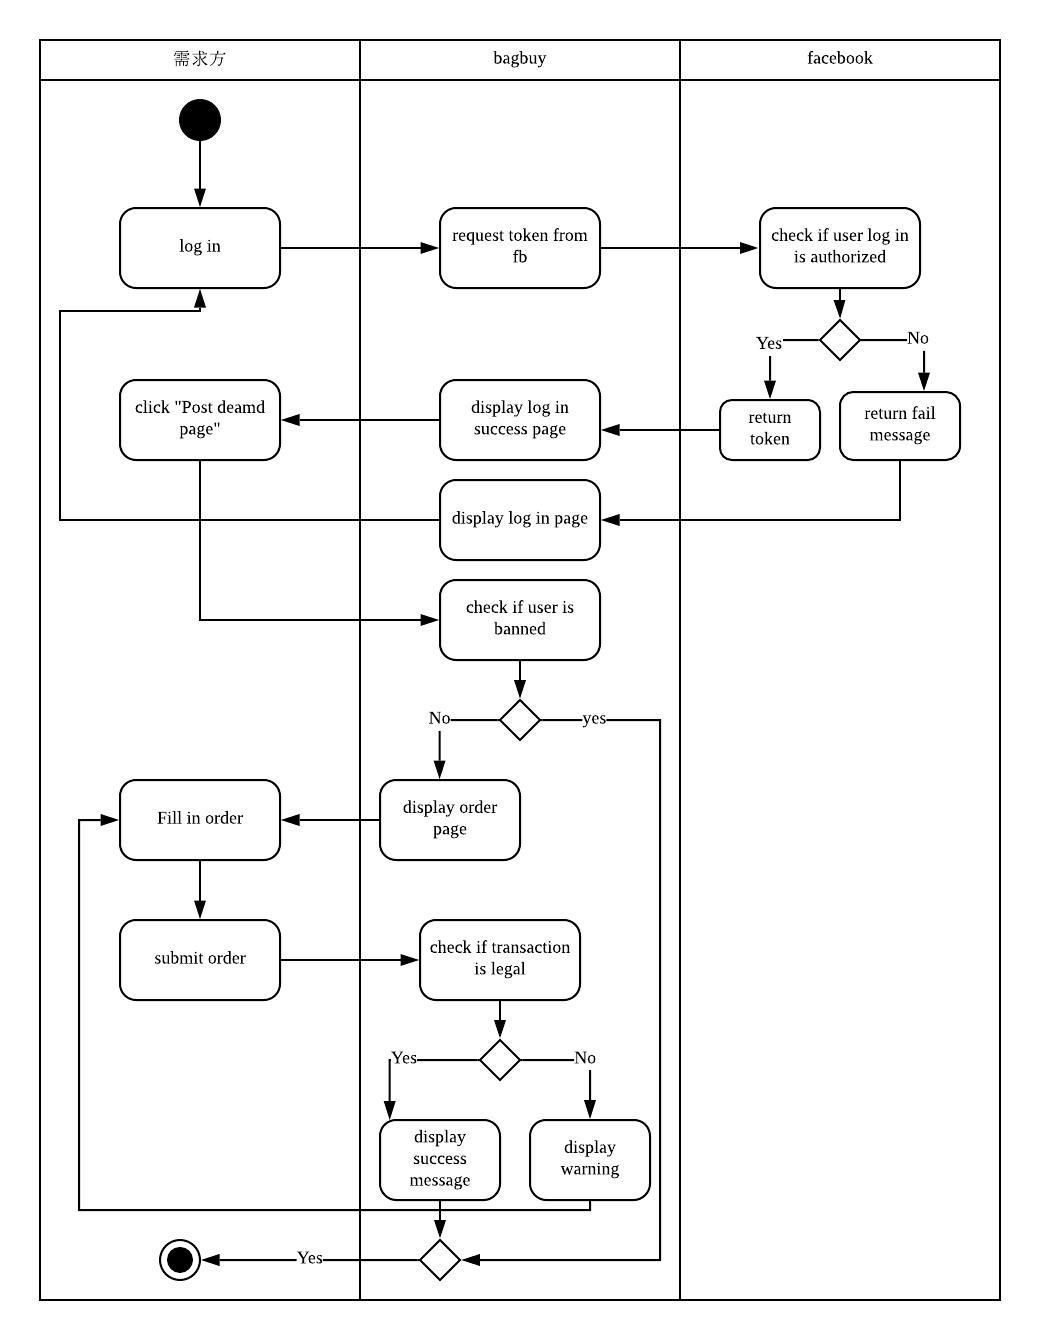 需求方
bagbuy
facebook
log in
request token from
fb
check if user log in
is authorized
Yes
No
click "Post deamd
page"
display log in
success page
return
token
return fail
message
display log in page
check if user is
banned
No
yes
Fill in order
display order
page
submit order
check if transaction
is legal
Yes
No
display
success
message
display
warning
Yes